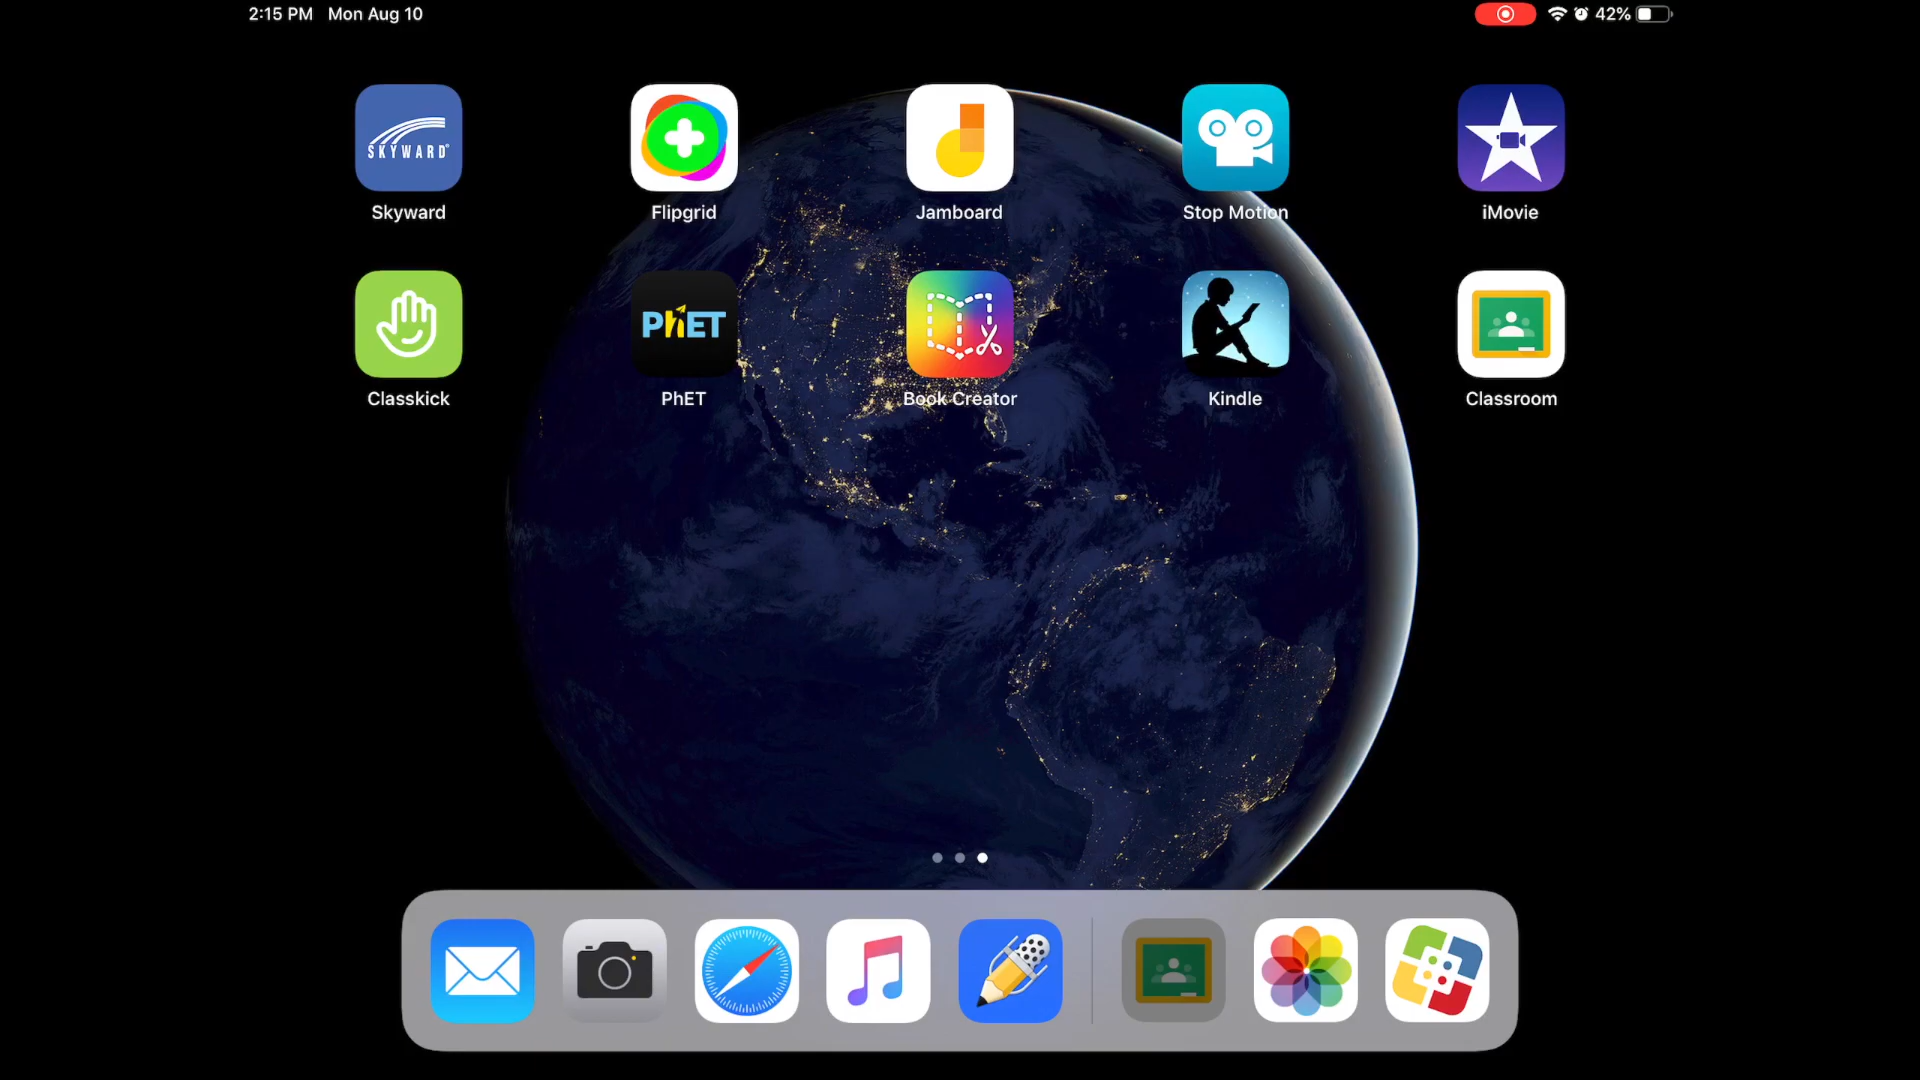 2:15 PM Mon Aug 10
42%
SKYWARD
Skyward
Flipgrid
Jamboard
Stop Motion
iMovie
PhET
Classkick
PhET
Book Creator
Kindle
Classroom